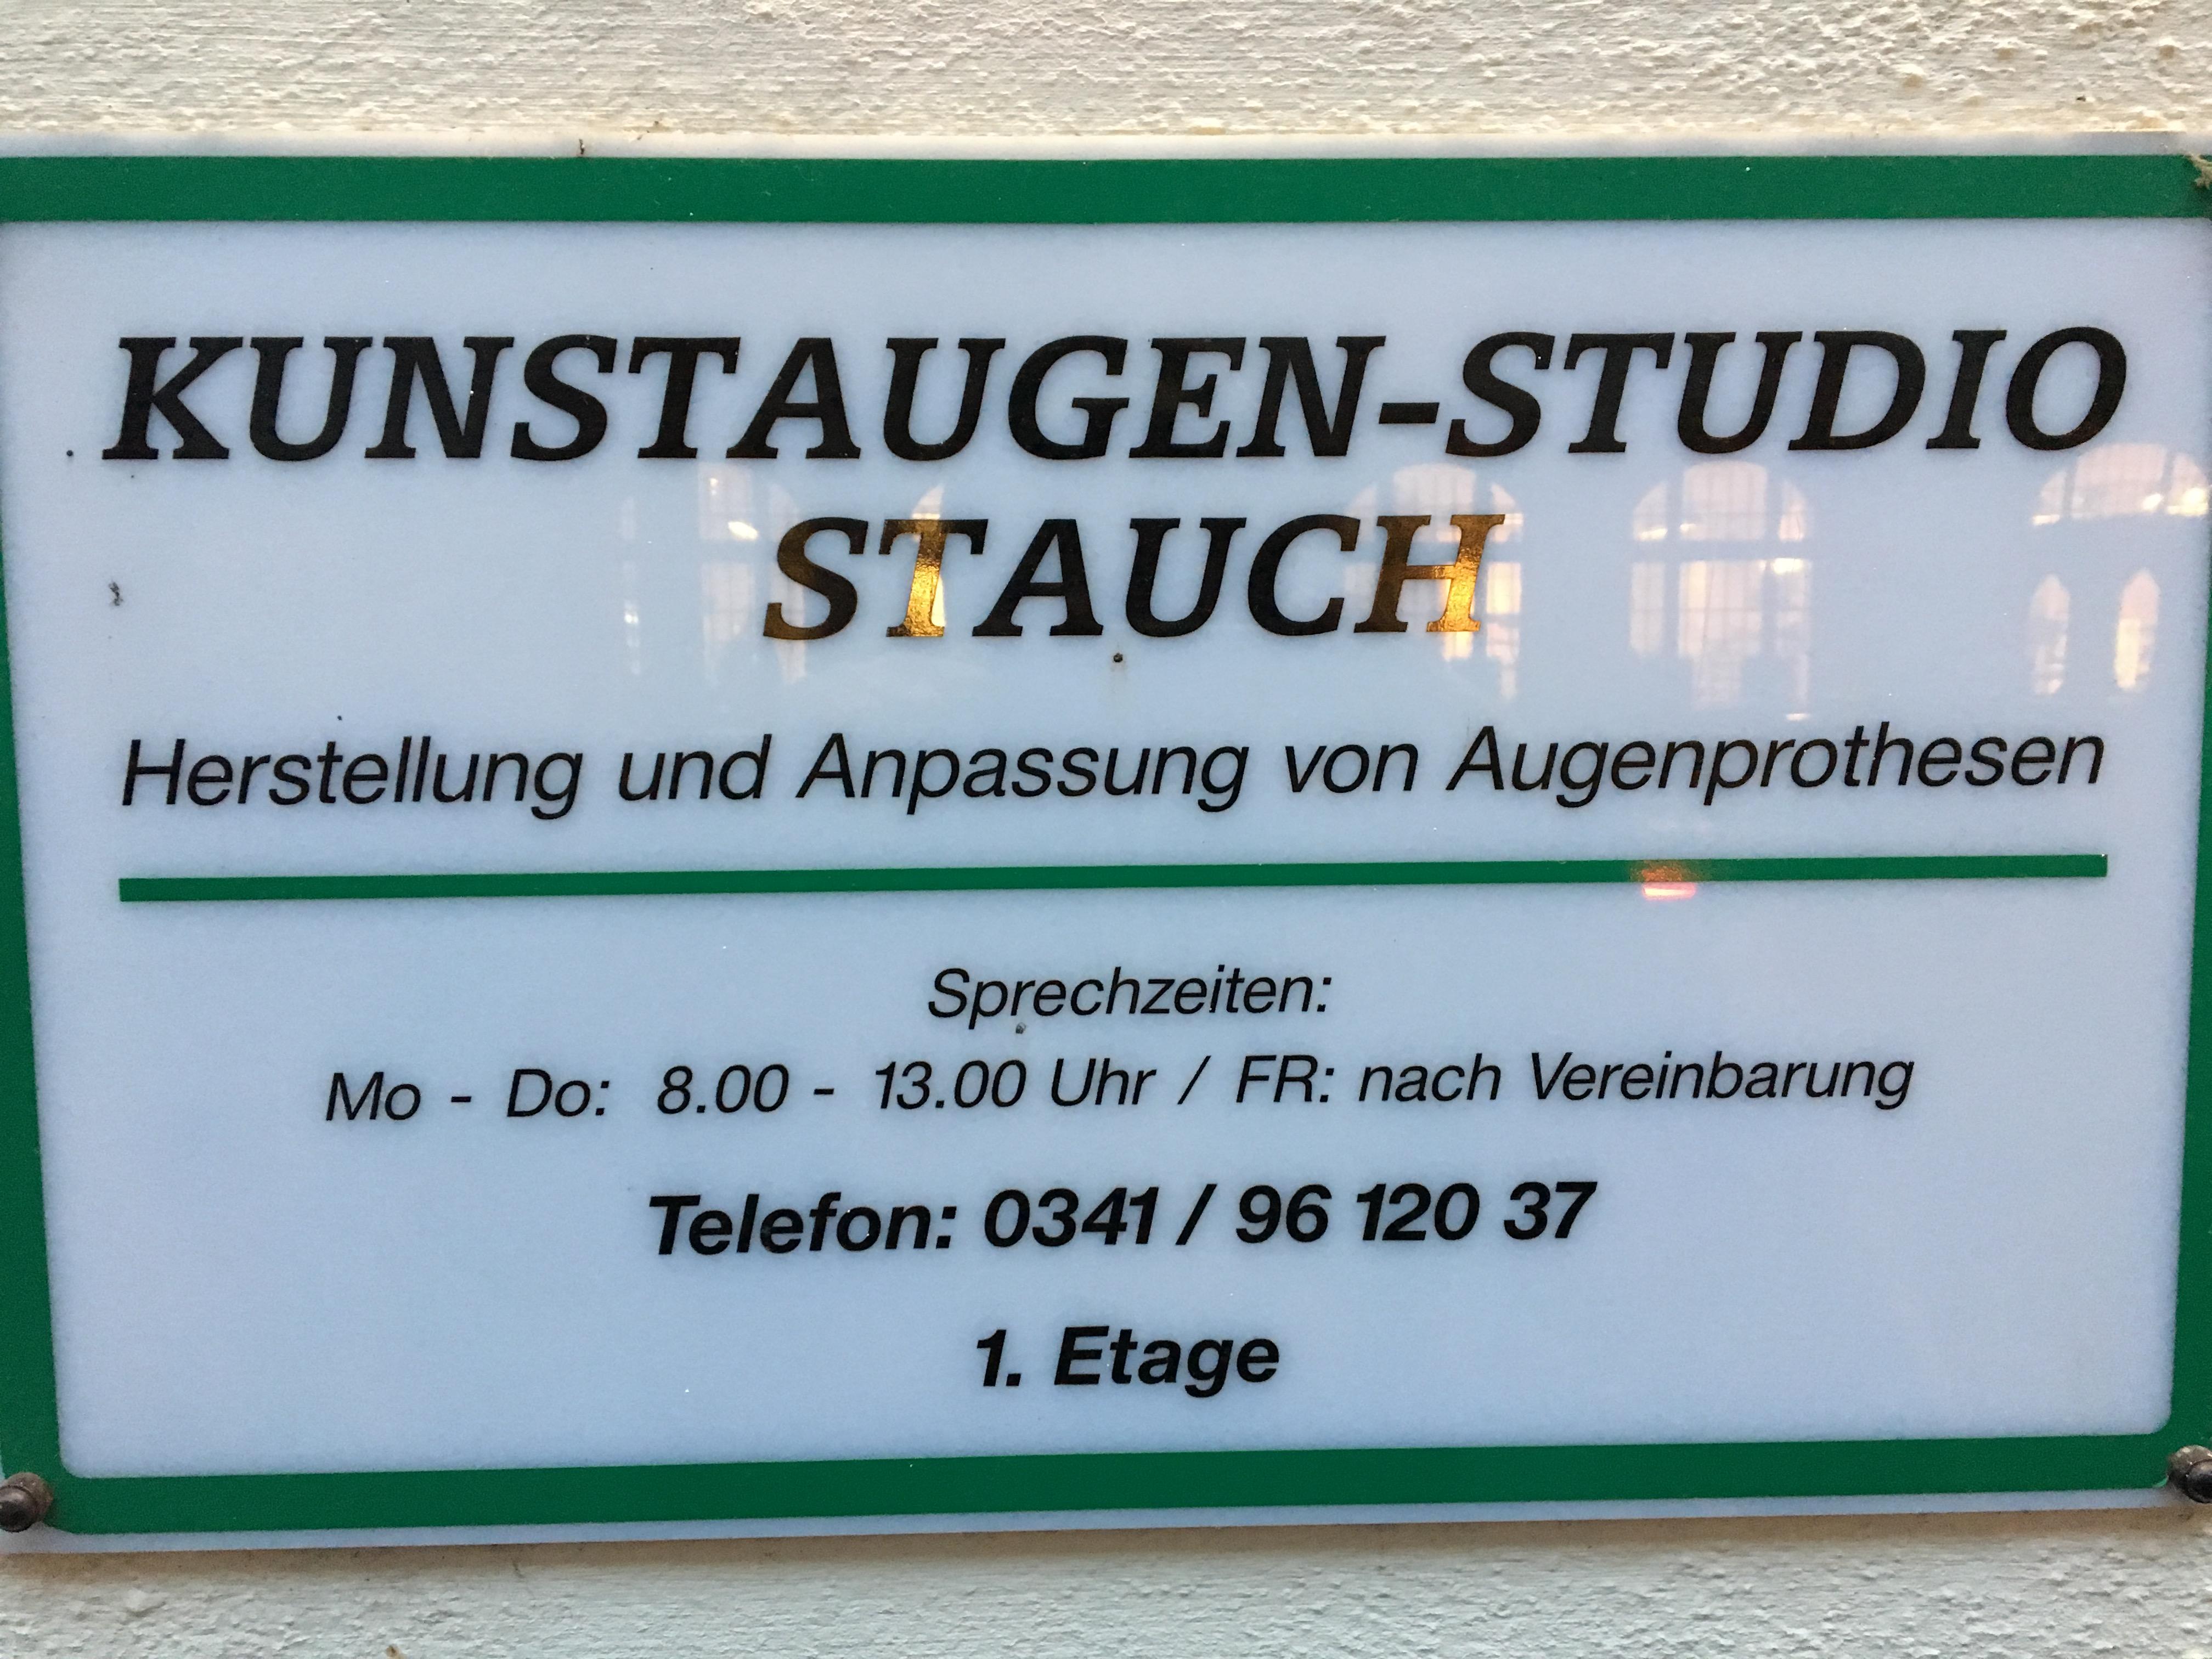 KUNSTAUGEN-STUDIO
STAUCH
Herstellung und Anpassung von Augenprothesen
Sprechzeiten:
Mo - Do: 8.00 - 13.00 Uhr / FR: nach Vereinbarung
Telefon: 0341 / 96 120 37
1. Etage